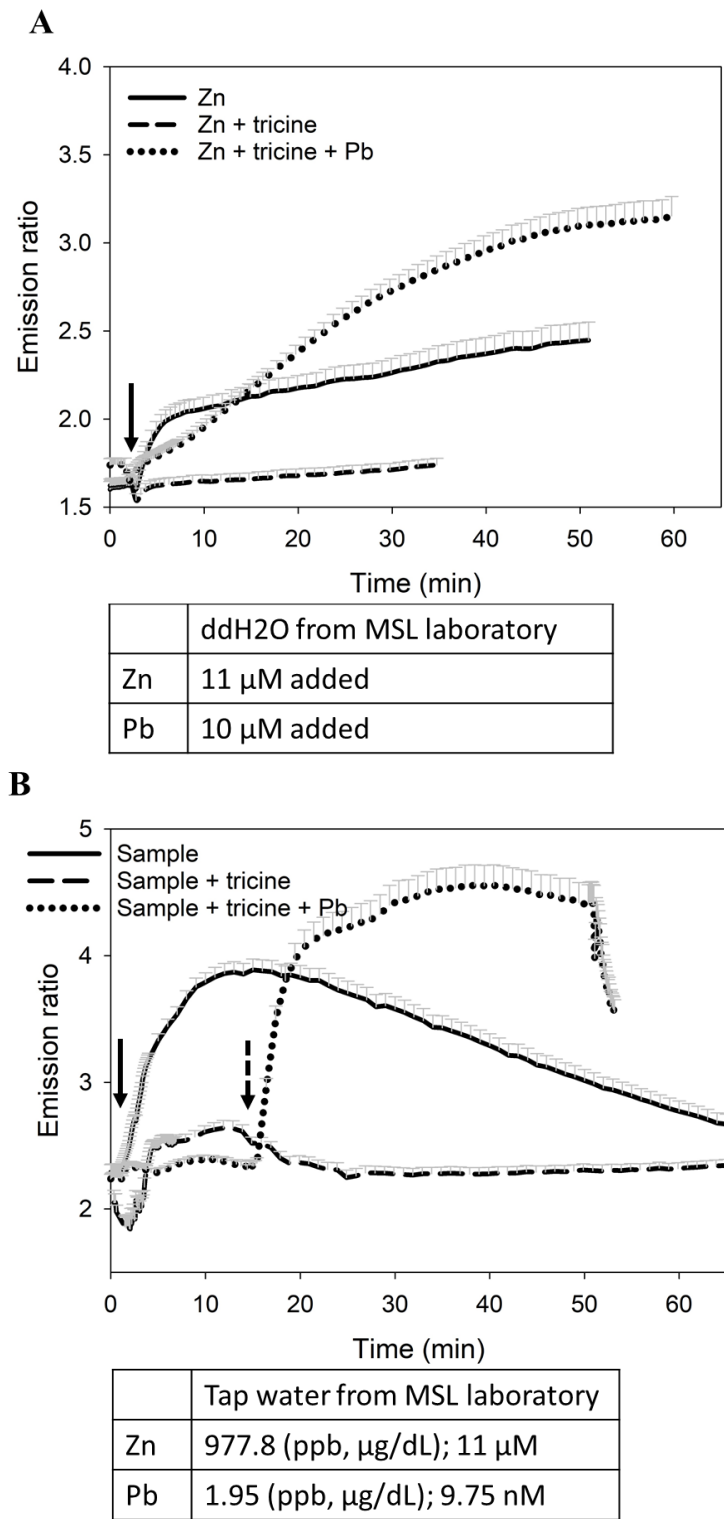 A
4.0
3.5
3.0
2.5
2.0
1.5
Emission ratio
Zn
Zn + tricine
Zn + tricine + Pb
0 10 20 30 40 50 60
Time (min)
ddH2O from MSL laboratory
Zn 11 µM added
Pb 10 µM added
B
5
4
3
2
Emission ratio
Sample
Sample + tricine
Sample + tricine + Pb
0 10 20 30 40 50 60
Time (min)
Tap water from MSL laboratory
Zn 977.8 (ppb, µg/dL); 11 µM
Pb 1.95 (ppb, µg/dL); 9.75 nM